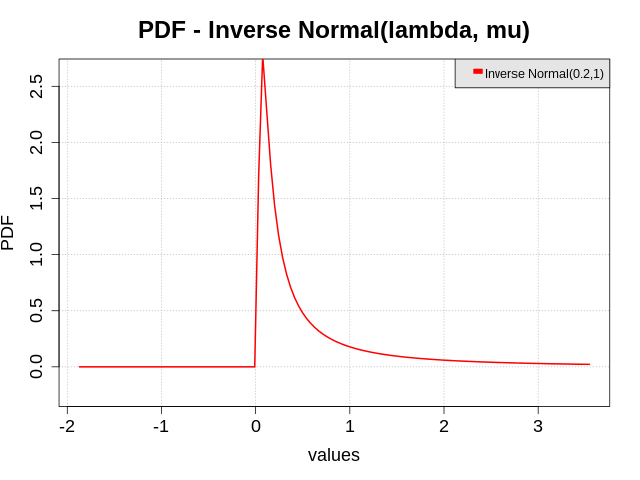 PDF - Inverse Normal(lambda, mu)
Inverse Normal(0.2,1)
PDF
2.5
2.0
1.5
1.0
0.5
0.0
-2 -1 0 1 2 3
values